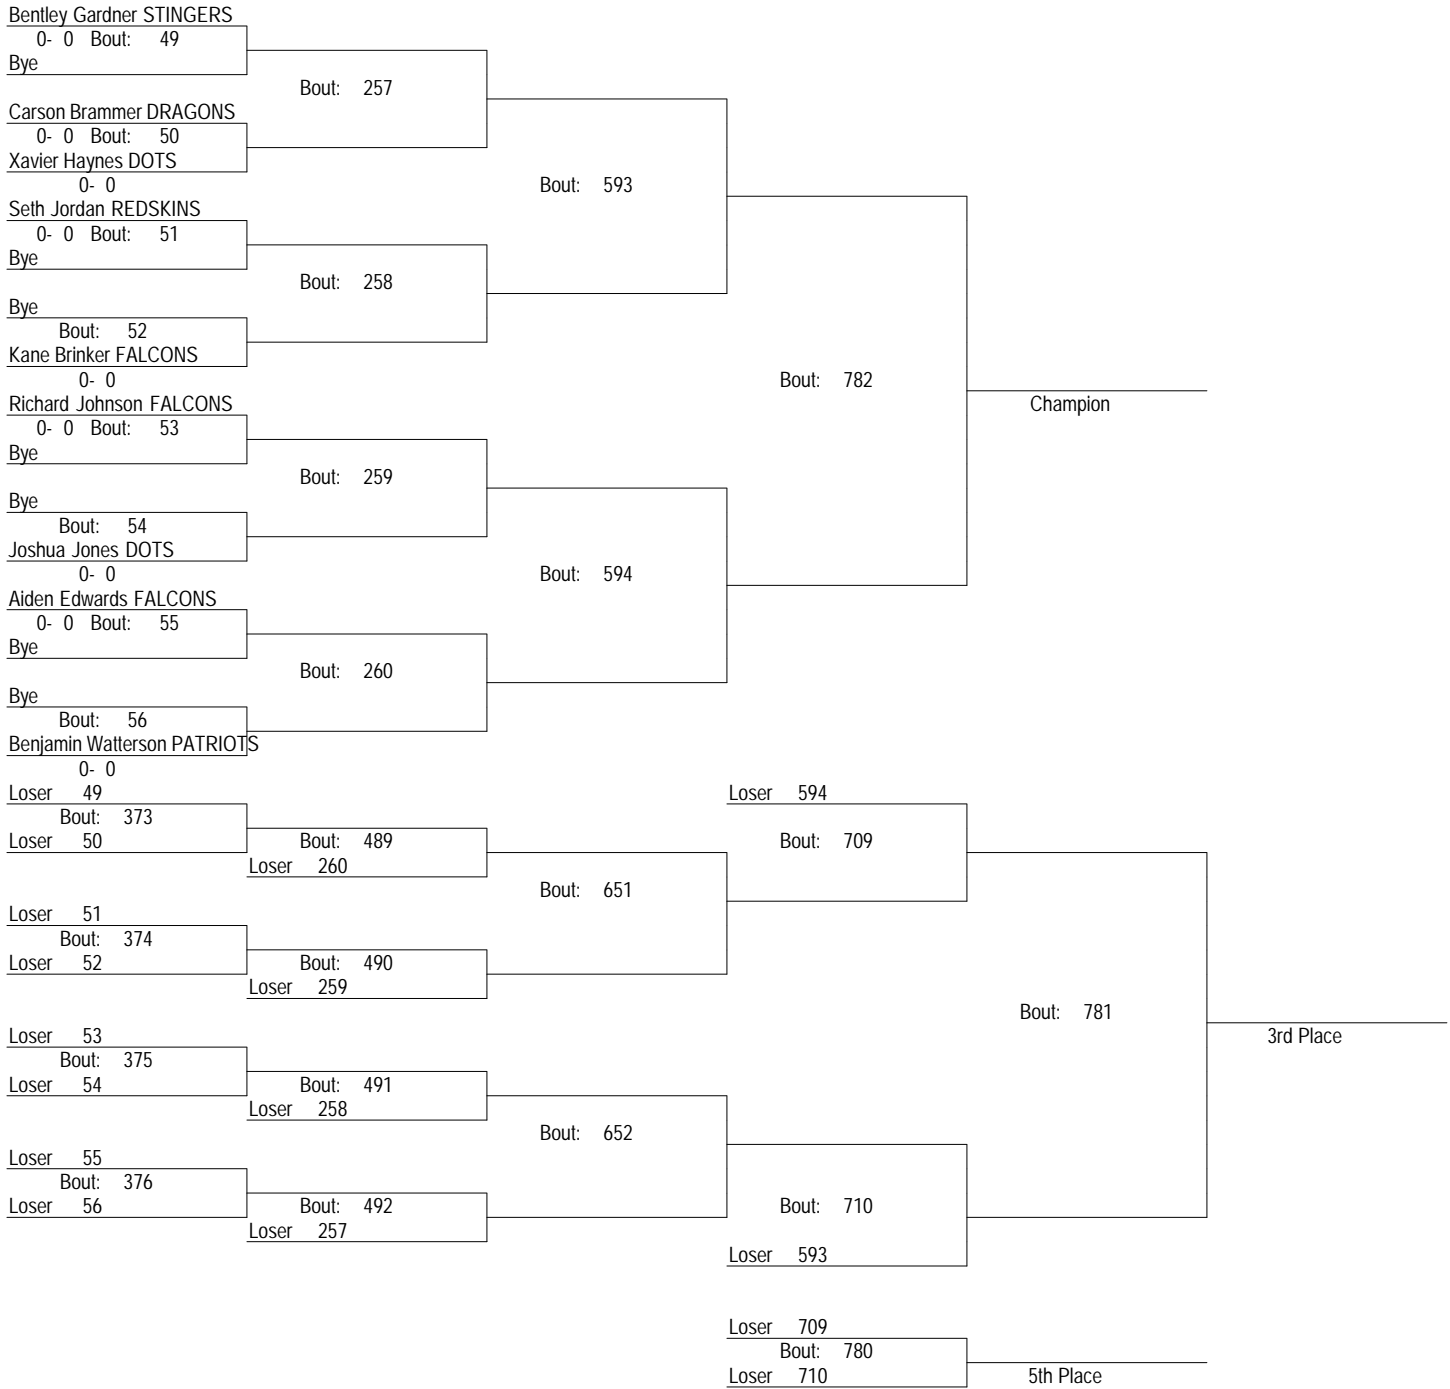 Bentley Gardner STINGERS
0- 0 Bout: 49
Bye
Bout: 257
Carson Brammer DRAGONS
0- 0 Bout: 50
Xavier Haynes DOTS
0- 0
Bout: 593
Seth Jordan REDSKINS
0- 0 Bout: 51
Bye
Bout: 258
Bye
Bout: 52
Kane Brinker FALCONS
0- 0
Bout: 782
Richard Johnson FALCONS
Champion
0- 0 Bout: 53
Bye
Bout: 259
Bye
Bout: 54
Joshua Jones DOTS
0- 0
Bout: 594
Aiden Edwards FALCONS
0- 0 Bout: 55
Bye
Bout: 260
Bye
Bout: 56
Benjamin Watterson PATRIOTS
0- 0
Loser 49
Loser 594
Bout: 373
Loser 50
Bout: 489
Bout: 709
Loser 260
Bout: 651
Loser 51
Bout: 374
Loser 52
Bout: 490
Loser 259
Bout: 781
Loser 53
3rd Place
Bout: 375
Loser 54
Bout: 491
Loser 258
Bout: 652
Loser 55
Bout: 376
Loser 56
Bout: 492
Bout: 710
Loser 257
Loser 593
Loser 709
Bout: 780
Loser 710
5th Place